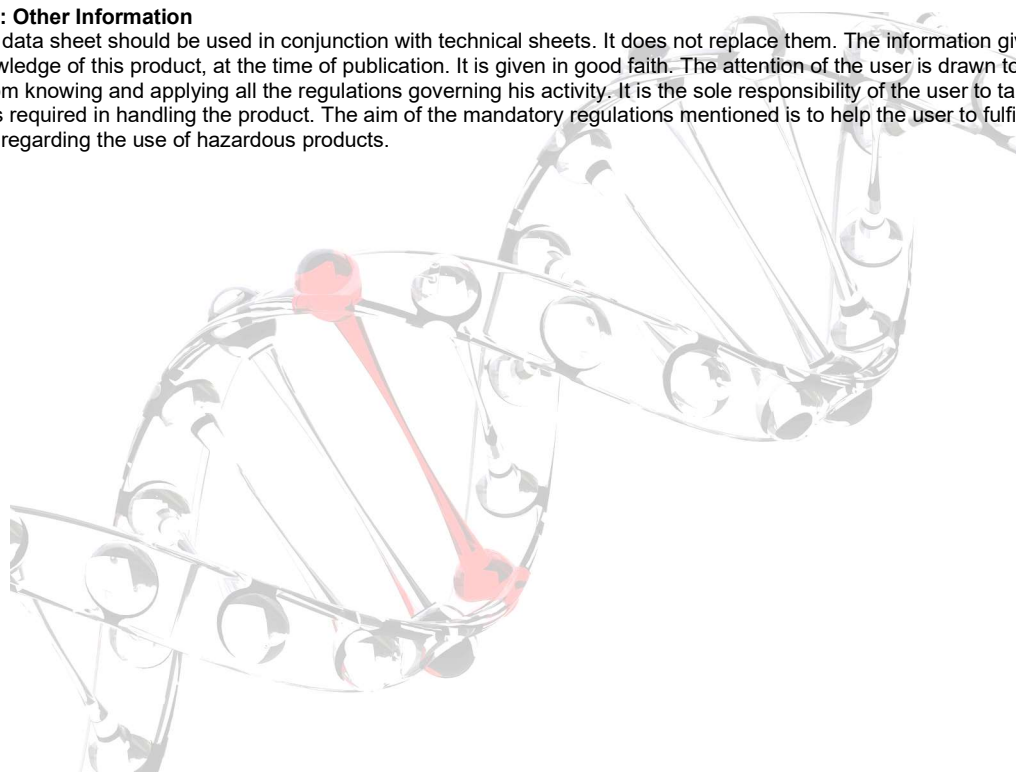 : Other Information
data sheet should be used in conjunction with technical sheets. It does not replace them. The information
of this product, at the time of publication. It is given in good faith. The attention of the user is drawn to
knowing and applying all the regulations governing his activity. It is the sole responsibility of the user to
required in handling the product. The aim of the mandatory regulations mentioned is to help the user to
regarding the use of hazardous products.